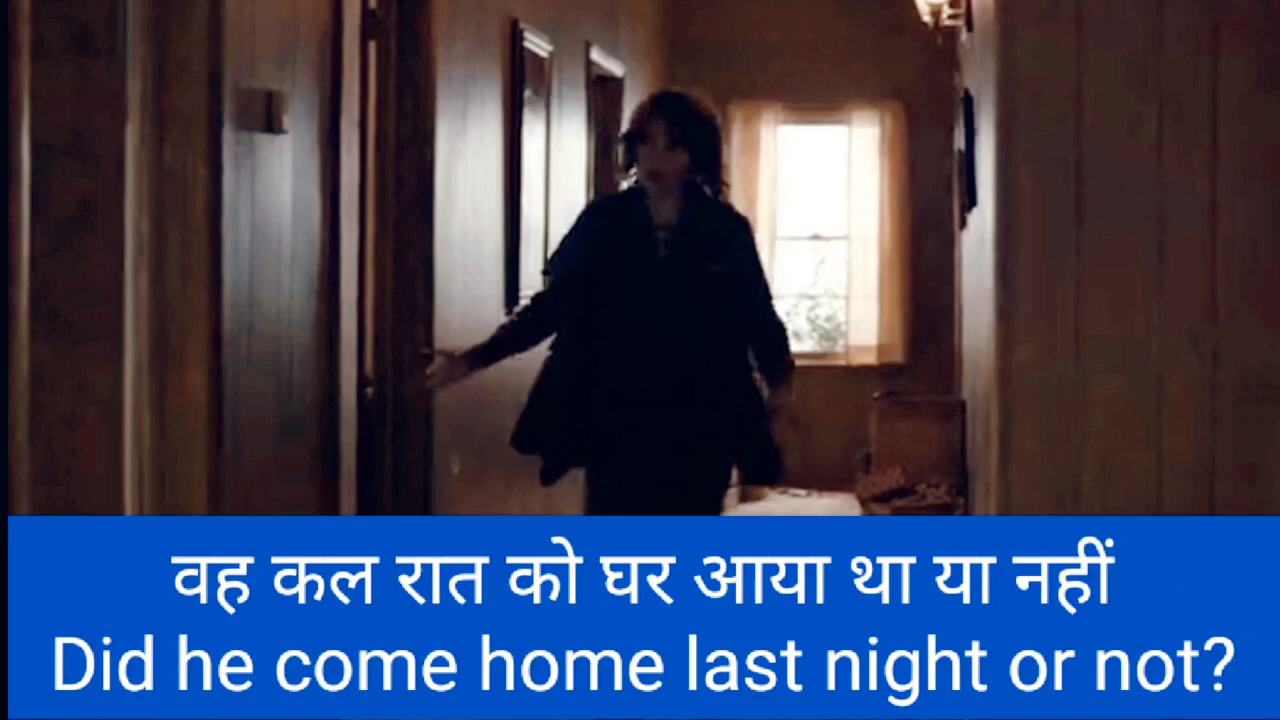 वह कल रात को घर आया था या नहीं
Did he come home last night or not?